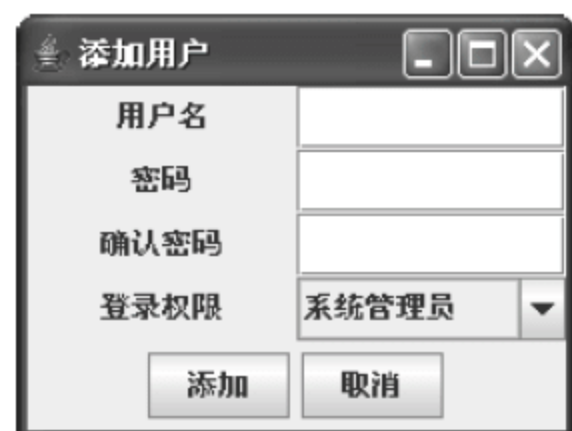 添加用户
用户名
密码
确认密码
登录权限 系统管理员
添加 取消